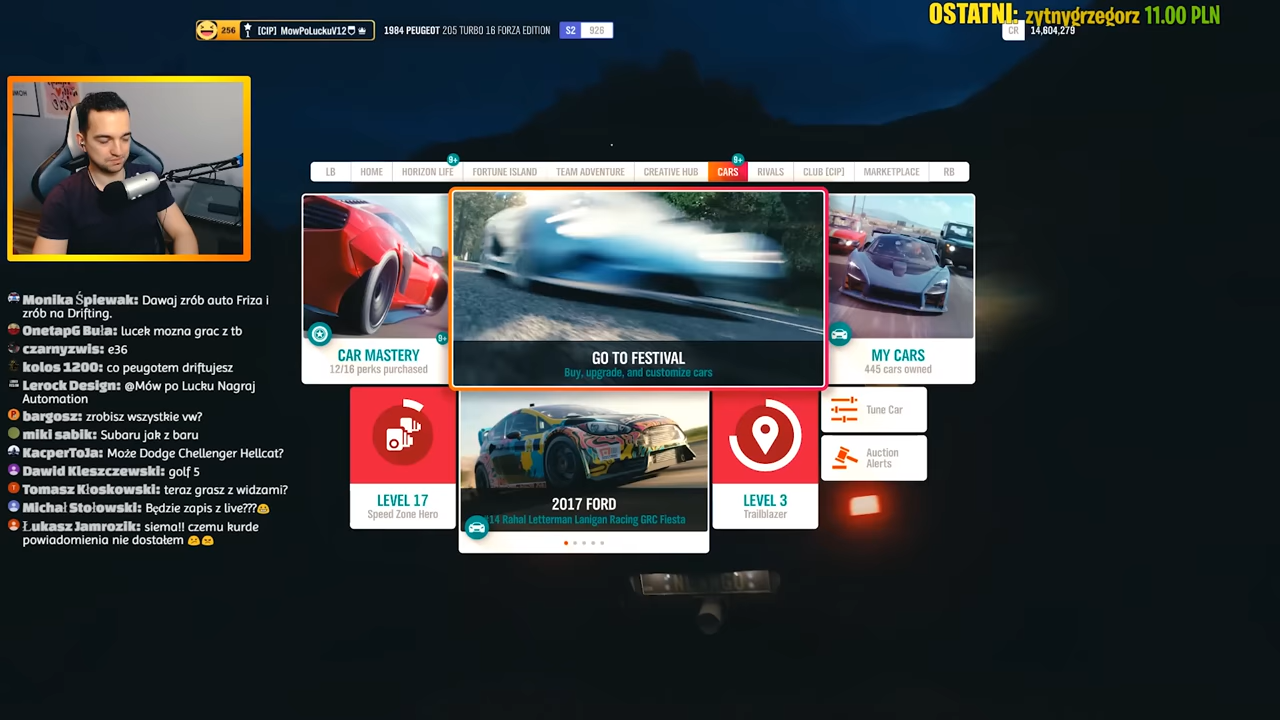 OSTATNI: zytnygrzegorz 11.00 PLN
256 [CIP] MowPoLuckuV12
1984 PEUGEOT 205 TURBO 16 FORZA EDITION S2 926
CR 14,604,279
LB HOME HORIZON LIFE 9+ FORTUNE ISLAND TEAM ADVENTURE CREATIVE HUB CARS 9+ RIVALS CLUB [CIP] MARKETPLACE RB
Monika Śpiewak: Dawaj zrób auto Friza i
zrób na Drifting.
OnetapG Buła: lucek mozna grac z tb
czarnyzwis: e36
kolos 1200: co peugotem driftujesz
Lerock Design: @Mów po Lucku Nagraj
Automation
bargosz: zrobisz wszystkie vw?
miki sabik: Subaru jak z baru
KacperToJa: Może Dodge Chellenger Hellcat?
Dawid Kleszczewski: golf 5
Tomasz Kłoskowski: teraz grasz z widzami?
Michał Stołowski: Będzie zapis z live???
Łukasz Jamrozik: siema!! czemu kurde
powiadomienia nie dostałem
9+
CAR MASTERY
12/16 perks purchased
GO TO FESTIVAL
Buy, upgrade, and customize cars
MY CARS
445 cars owned
LEVEL 17
Speed Zone Hero
2017 FORD
#14 Rahal Letterman Lanigan Racing GRC Fiesta
LEVEL 3
Trailblazer
Tune Car
Auction
Alerts